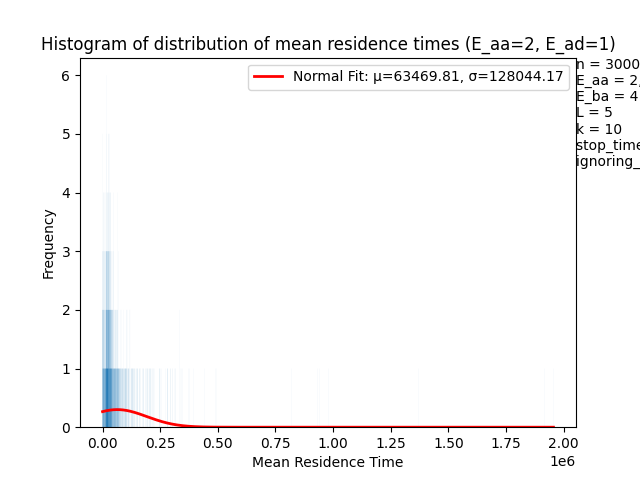 Histogram of distribution of mean residence times (E_aa=2, E_ad=1)
Normal Fit: μ=63469.81, σ=128044.17
n = 3000
E_aa = 2,
E_ba = 4
L = 5
k = 10
stop_time
ignoring_
Frequency
6
5
4
3
2
1
0
0.00 0.25 0.50 0.75 1.00 1.25 1.50 1.75 2.00
1e6
Mean Residence Time